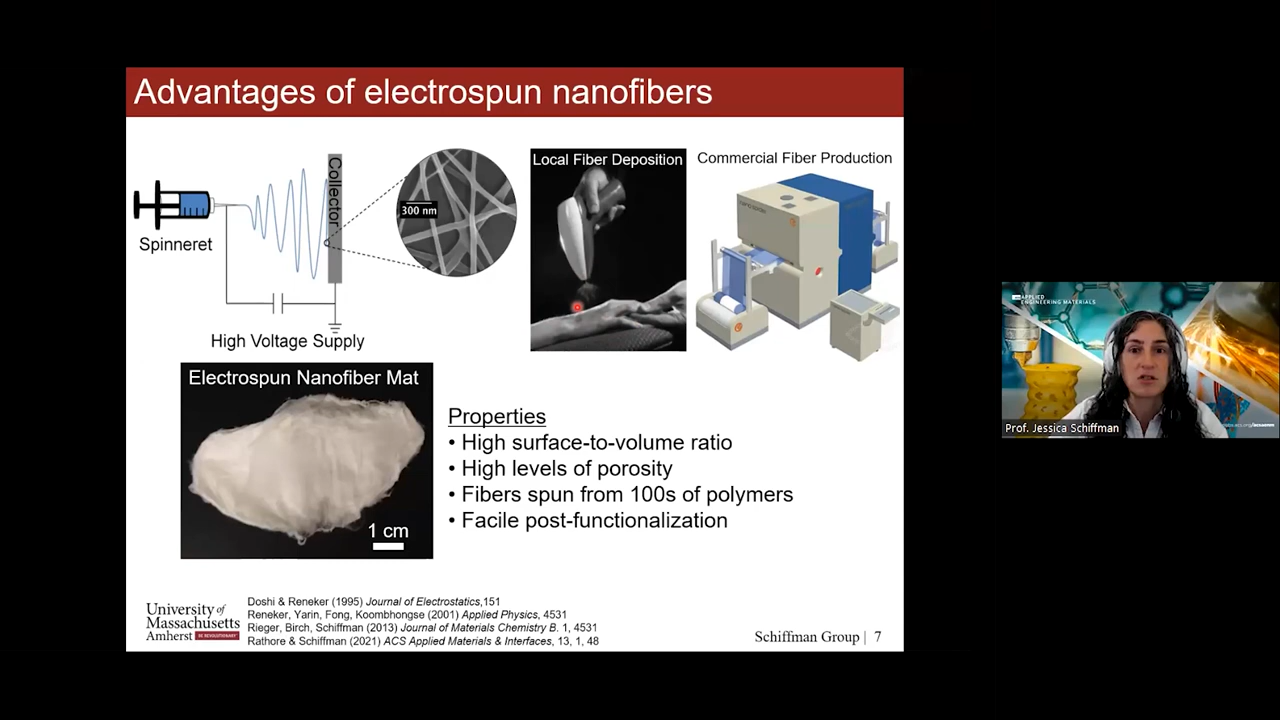 Advantages of electrospun nanofibers
Collector
300 nm
Spinneret
High Voltage Supply
Local Fiber Deposition
Commercial Fiber Production
Electrospun Nanofiber Mat
1 cm
Properties
• High surface-to-volume ratio
• High levels of porosity
• Fibers spun from 100s of polymers
• Facile post-functionalization
University of
Massachusetts
Amherst BE REVOLUTIONARY
Doshi & Reneker (1995) Journal of Electrostatics,151
Reneker, Yarin, Fong, Koombhongse (2001) Applied Physics, 4531
Rieger, Birch, Schiffman (2013) Journal of Materials Chemistry B. 1, 4531
Rathore & Schiffman (2021) ACS Applied Materials & Interfaces, 13, 1, 48
Schiffman Group | 7
APPLIED
ENGINEERING MATERIALS
Prof. Jessica Schiffman